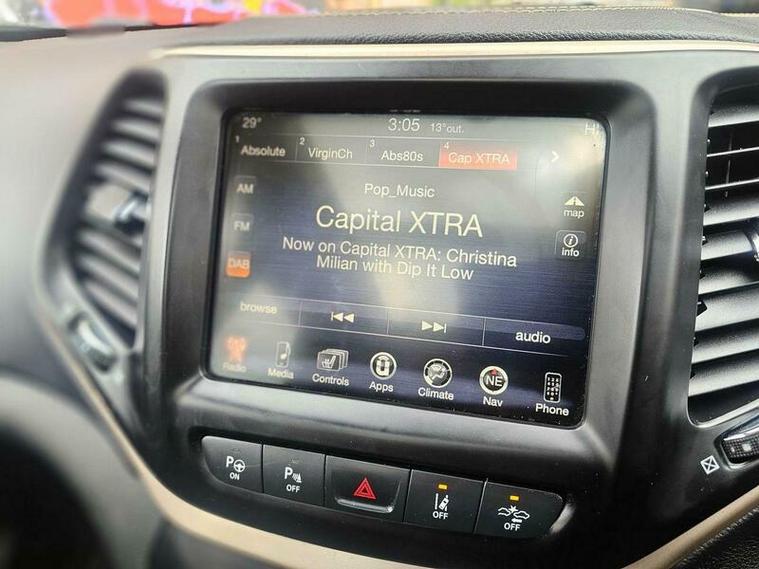 29°
3:05 13°out.
H
1 Absolute
2 VirginCh
3 Abs80s
4 Cap XTRA
AM
Pop_Music
map
FM
Capital XTRA
info
DAB
Now on Capital XTRA: Christina
Milian with Dip It Low
browse
audio
Radio
Media
Controls
Apps
Climate
NE
Nav
Phone
P
ON
P
OFF
OFF
OFF